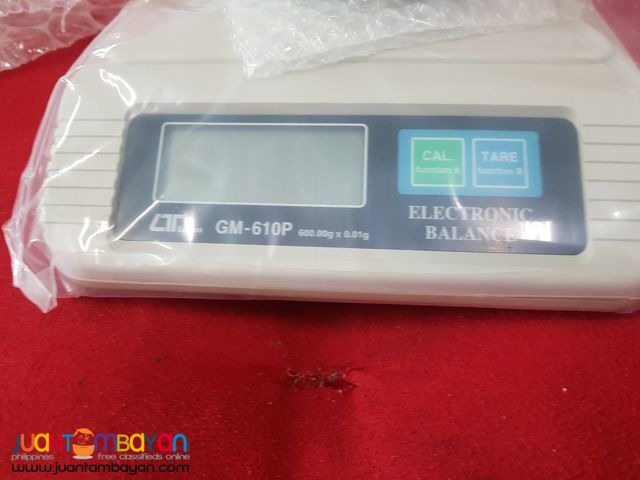 CAL.
function A
TARE
function B
GM-610P 600.00g x 0.01g
ELECTRONIC
BALANCE
JUANTAMBAYAN
philippines free classifieds online
www.juantambayan.com